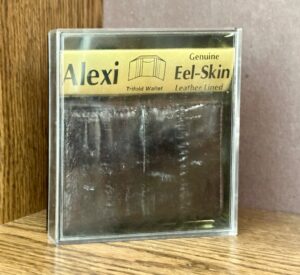 Alexi
Trifold Wallet
Genuine
Eel-Skin
Leather Lined